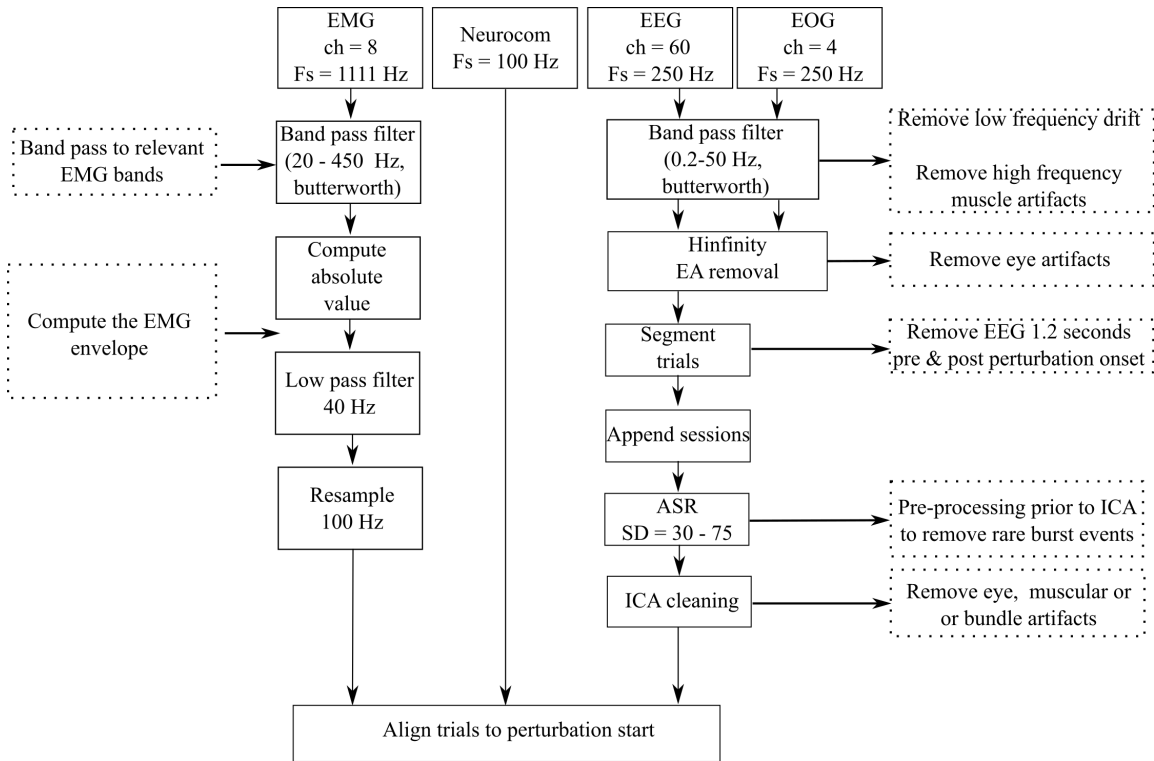 EMG
ch = 8
Fs = 1111 Hz
Neurocom
Fs = 100 Hz
EEG
ch = 60
Fs = 250 Hz
EOG
ch = 4
Fs = 250 Hz
Band pass to relevant
EMG bands
Band pass filter
(20 - 450 Hz,
butterworth)
Band pass filter
(0.2-50 Hz,
butterworth)
Remove low frequency drift
Remove high frequency
muscle artifacts
Compute
absolute
value
Hinfinity
EA removal
Remove eye artifacts
Compute the EMG
envelope
Segment
trials
Remove EEG 1.2 seconds
pre & post perturbation onset
Low pass filter
40 Hz
Append sessions
Resample
100 Hz
ASR
SD = 30 - 75
Pre-processing prior to ICA
to remove rare burst events
ICA cleaning
Remove eye, muscular or
or bundle artifacts
Align trials to perturbation start